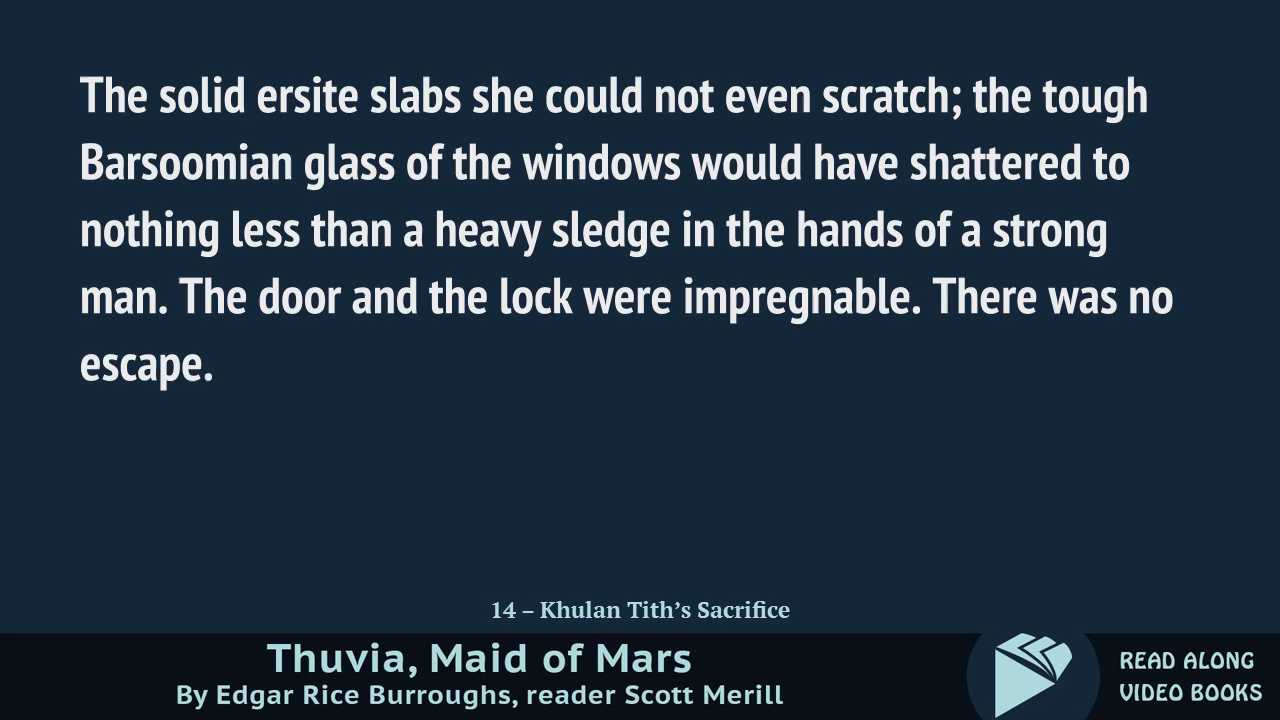 The solid ersite slabs she could not even scratch; the tough
Barsoomian glass of the windows would have shattered to
nothing less than a heavy sledge in the hands of a strong
man. The door and the lock were impregnable. There was no
escape.
14 – Khulan Tith’s Sacrifice
Thuvia, Maid of Mars
By Edgar Rice Burroughs, reader Scott Merill
READ ALONG
VIDEO BOOKS